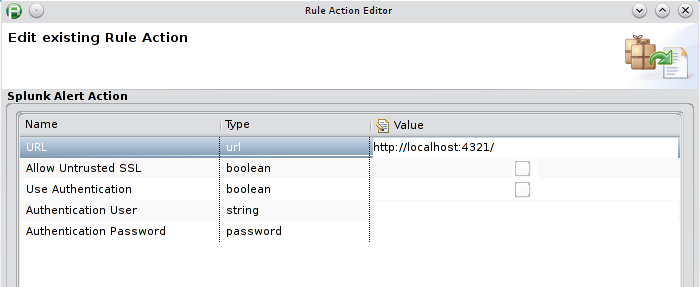 Rule Action Editor
Edit existing Rule Action
Splunk Alert Action
Name Type Value
URL url http://localhost:4321/
Allow Untrusted SSL boolean
Use Authentication boolean
Authentication User string
Authentication Password password